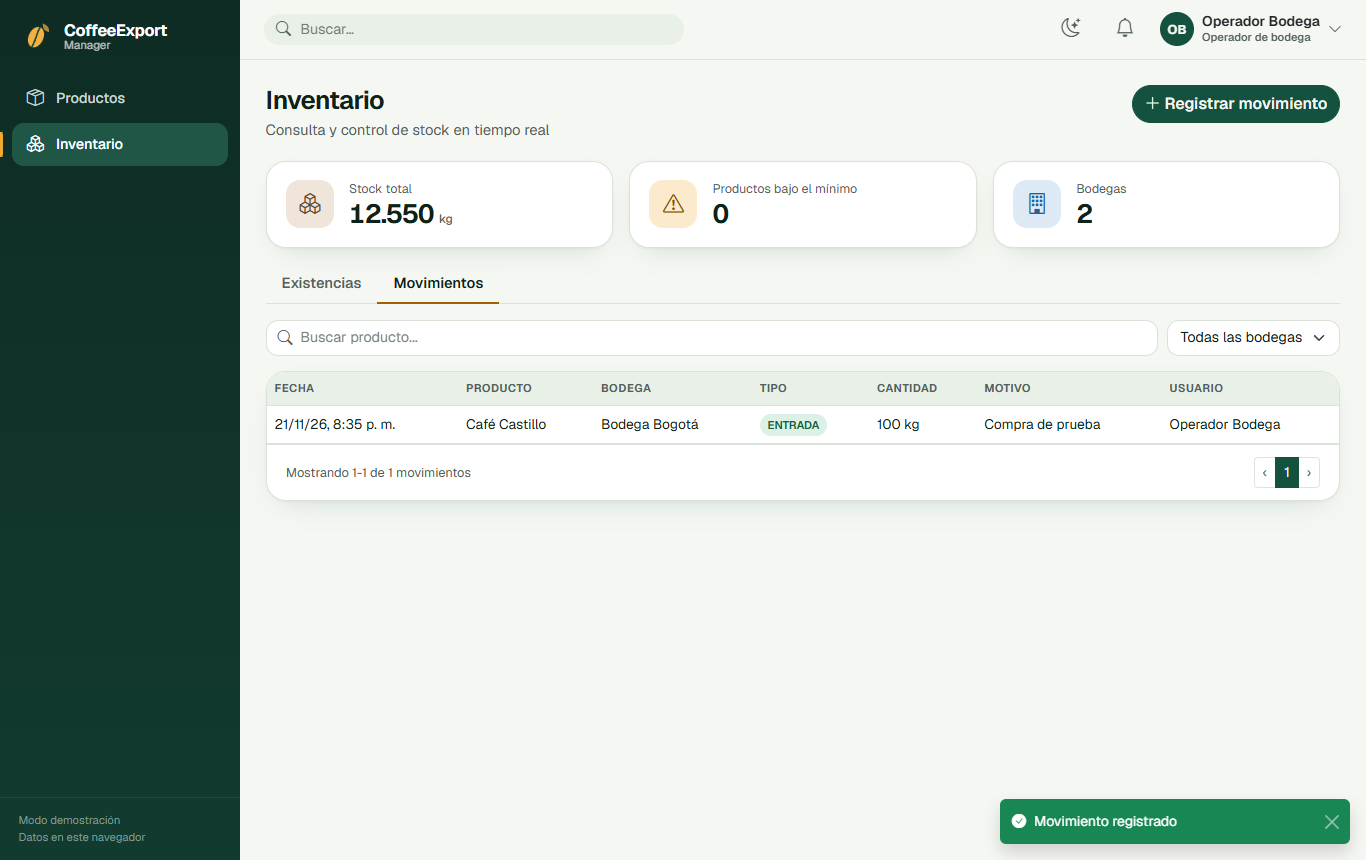 CoffeeExport
Manager
Productos
Inventario
Modo demostración
Datos en este navegador
Buscar...
OB
Operador Bodega
Operador de bodega
Inventario
Consulta y control de stock en tiempo real
+ Registrar movimiento
Stock total
12.550 kg
Productos bajo el mínimo
0
Bodegas
2
Existencias
Movimientos
Buscar producto...
Todas las bodegas
FECHA PRODUCTO BODEGA TIPO CANTIDAD MOTIVO USUARIO
21/11/26, 8:35 p. m. Café Castillo Bodega Bogotá ENTRADA 100 kg Compra de prueba Operador Bodega
Mostrando 1-1 de 1 movimientos
‹ 1 ›
Movimiento registrado